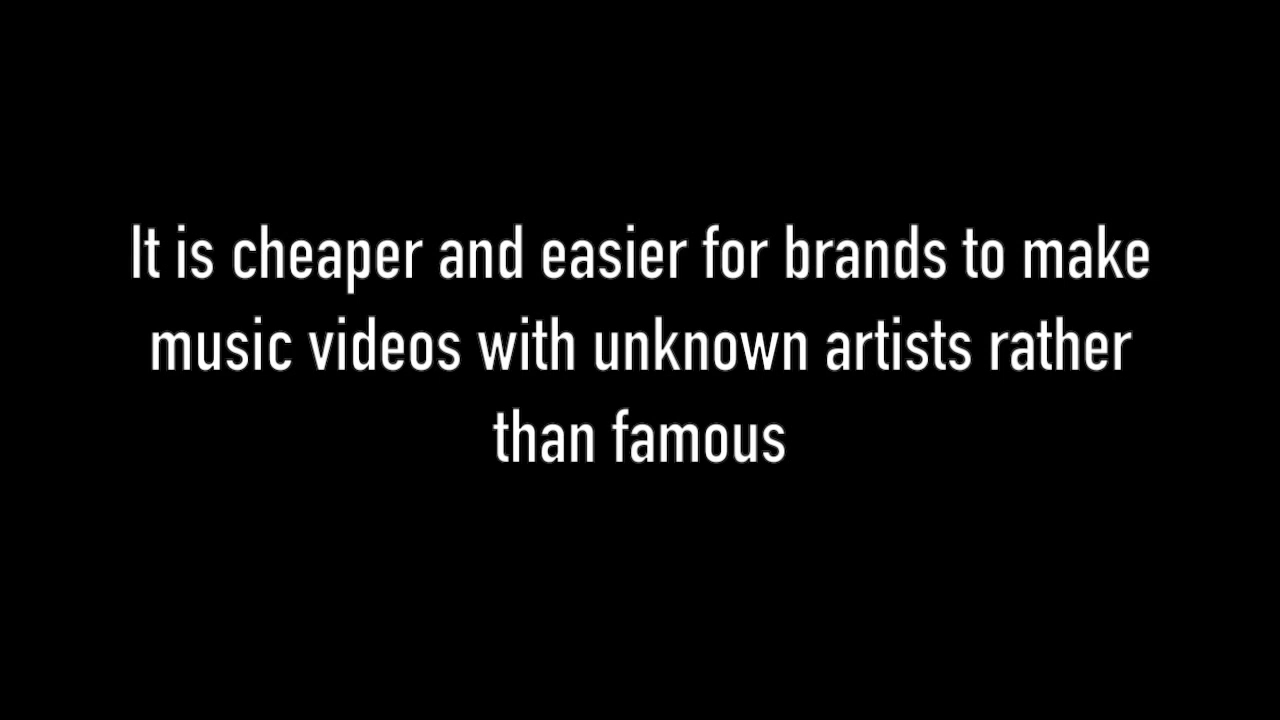 It is cheaper and easier for brands to make
music videos with unknown artists rather
than famous